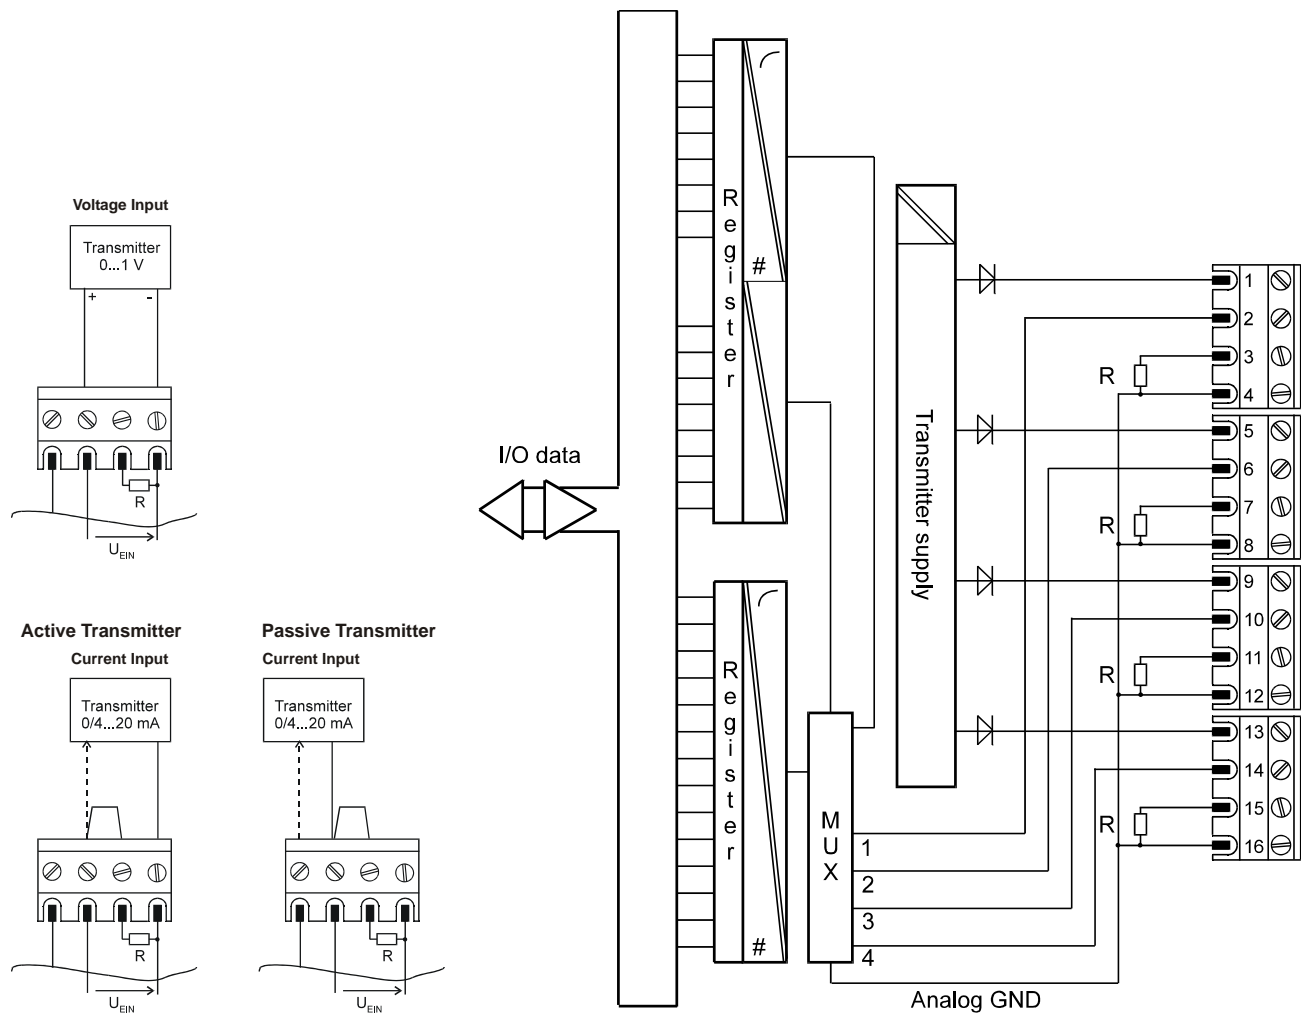 Voltage Input
Transmitter
0...1 V
+ -
R
U EIN
Active Transmitter
Current Input
Transmitter
0/4...20 mA
R
U EIN
Passive Transmitter
Current Input
Transmitter
0/4...20 mA
R
U EIN
I/O data
Register
#
Register
#
MUX
1
2
3
4
Analog GND
Transmitter supply
R
R
R
R
1
2
3
4
5
6
7
8
9
10
11
12
13
14
15
16